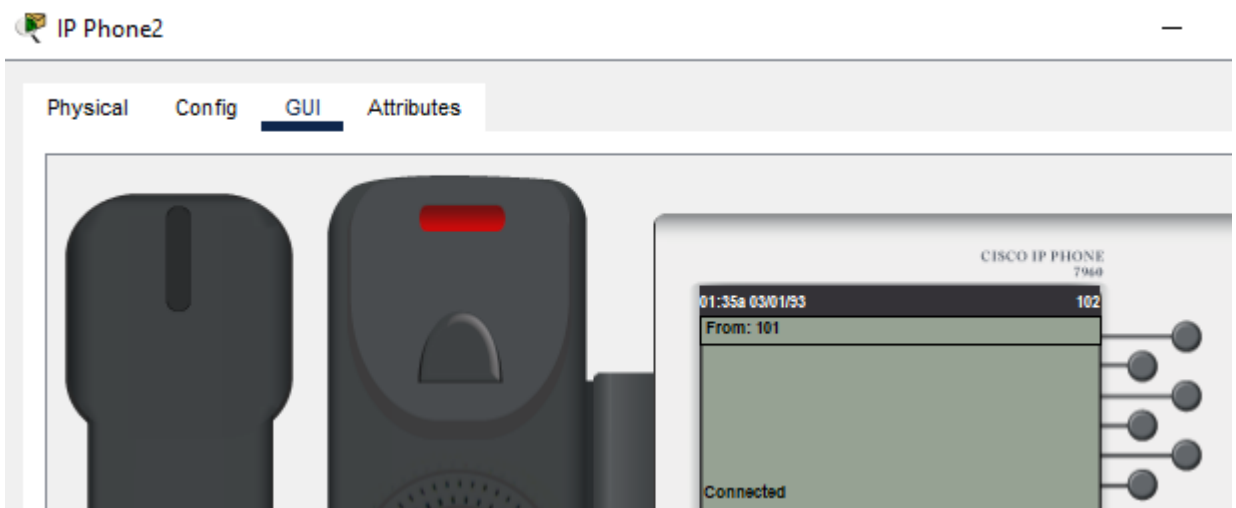 IP Phone2
Physical Config GUI Attributes
CISCO IP PHONE
7960
01:35a 03/01/93 102
From: 101
Connected